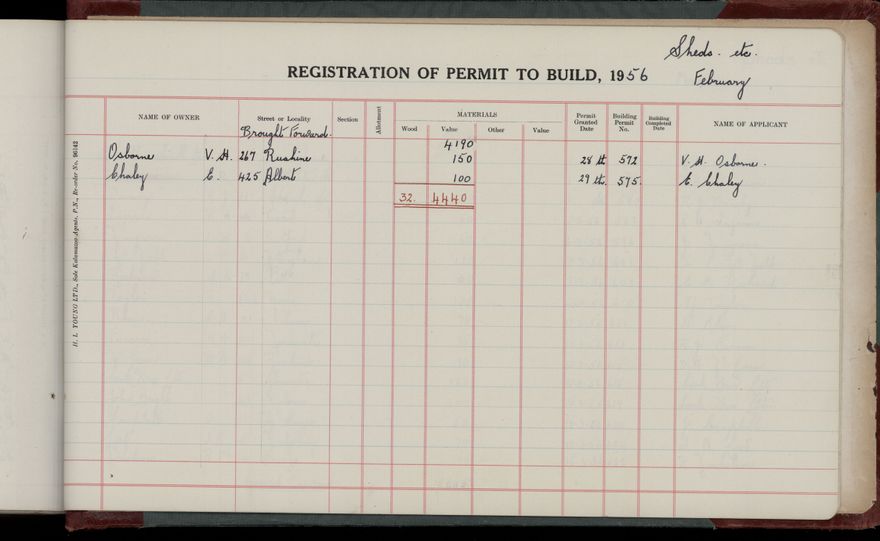 Sheds. etc.
REGISTRATION OF PERMIT TO BUILD, 1956
February
NAME OF OWNER
Street or Locality
Section
Allotment
MATERIALS
Wood
Value
Other
Value
Permit Granted Date
Building Permit No.
Building Completed Date
NAME OF APPLICANT
Brought Forward. 4190
Osborne V. H. 267 Ruahine 150 28th 572 V. H. Osborne.
Chaley E. 425 Albert 100 29th. 575. E. Chaley
32. 4440
H. L. YOUNG LTD., Sole Kalamazoo Agents, P.N., Re-order No. 96142